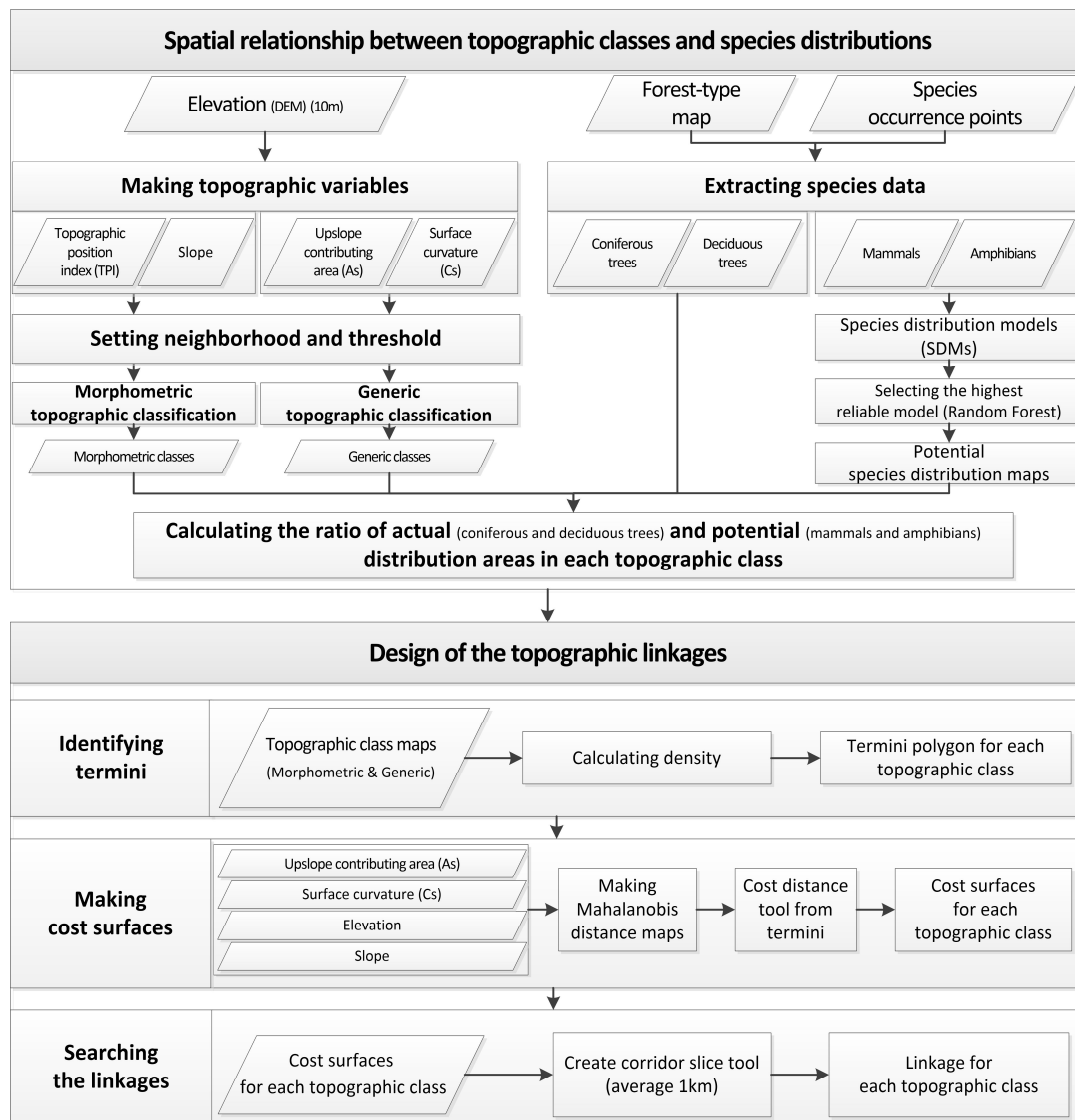 Spatial relationship between topographic classes and species distributions
Elevation (DEM) (10m)
Forest-type
map
Species
occurrence points
Making topographic variables
Extracting species data
Topographic
position
index (TPI)
Slope
Upslope
contributing
area (As)
Surface
curvature
(Cs)
Coniferous
trees
Deciduous
trees
Mammals
Amphibians
Setting neighborhood and threshold
Species distribution models
(SDMs)
Morphometric
topographic classification
Generic
topographic classification
Selecting the highest
reliable model (Random Forest)
Morphometric classes
Generic classes
Potential
species distribution maps
Calculating the ratio of actual (coniferous and deciduous trees) and potential (mammals and amphibians)
distribution areas in each topographic class
Design of the topographic linkages
Identifying
termini
Topographic class maps
(Morphometric & Generic)
Calculating density
Termini polygon for each
topographic class
Making
cost surfaces
Upslope contributing area (As)
Surface curvature (Cs)
Elevation
Slope
Making
Mahalanobis
distance maps
Cost distance
tool from
termini
Cost surfaces
for each
topographic class
Searching
the linkages
Cost surfaces
for each topographic class
Create corridor slice tool
(average 1km)
Linkage for
each topographic class